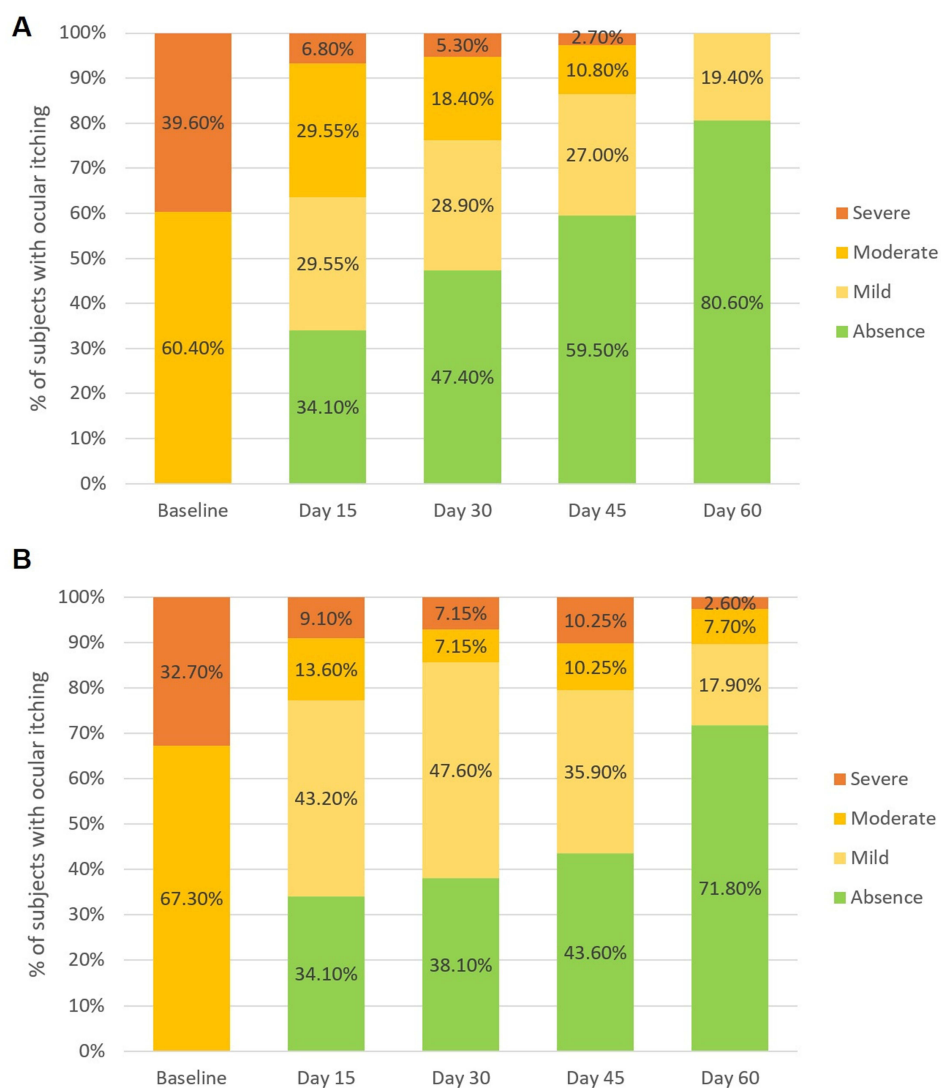 A
100%
90%
80%
70%
60%
50%
40%
30%
20%
10%
0%
% of subjects with ocular itching
39.60%
60.40%
6.80%
29.55%
29.55%
34.10%
5.30%
18.40%
28.90%
47.40%
2.70%
10.80%
27.00%
59.50%
19.40%
80.60%
Baseline
Day 15
Day 30
Day 45
Day 60
Severe
Moderate
Mild
Absence
B
100%
90%
80%
70%
60%
50%
40%
30%
20%
10%
0%
% of subjects with ocular itching
32.70%
67.30%
9.10%
13.60%
43.20%
34.10%
7.15%
7.15%
47.60%
38.10%
10.25%
10.25%
35.90%
43.60%
2.60%
7.70%
17.90%
71.80%
Baseline
Day 15
Day 30
Day 45
Day 60
Severe
Moderate
Mild
Absence